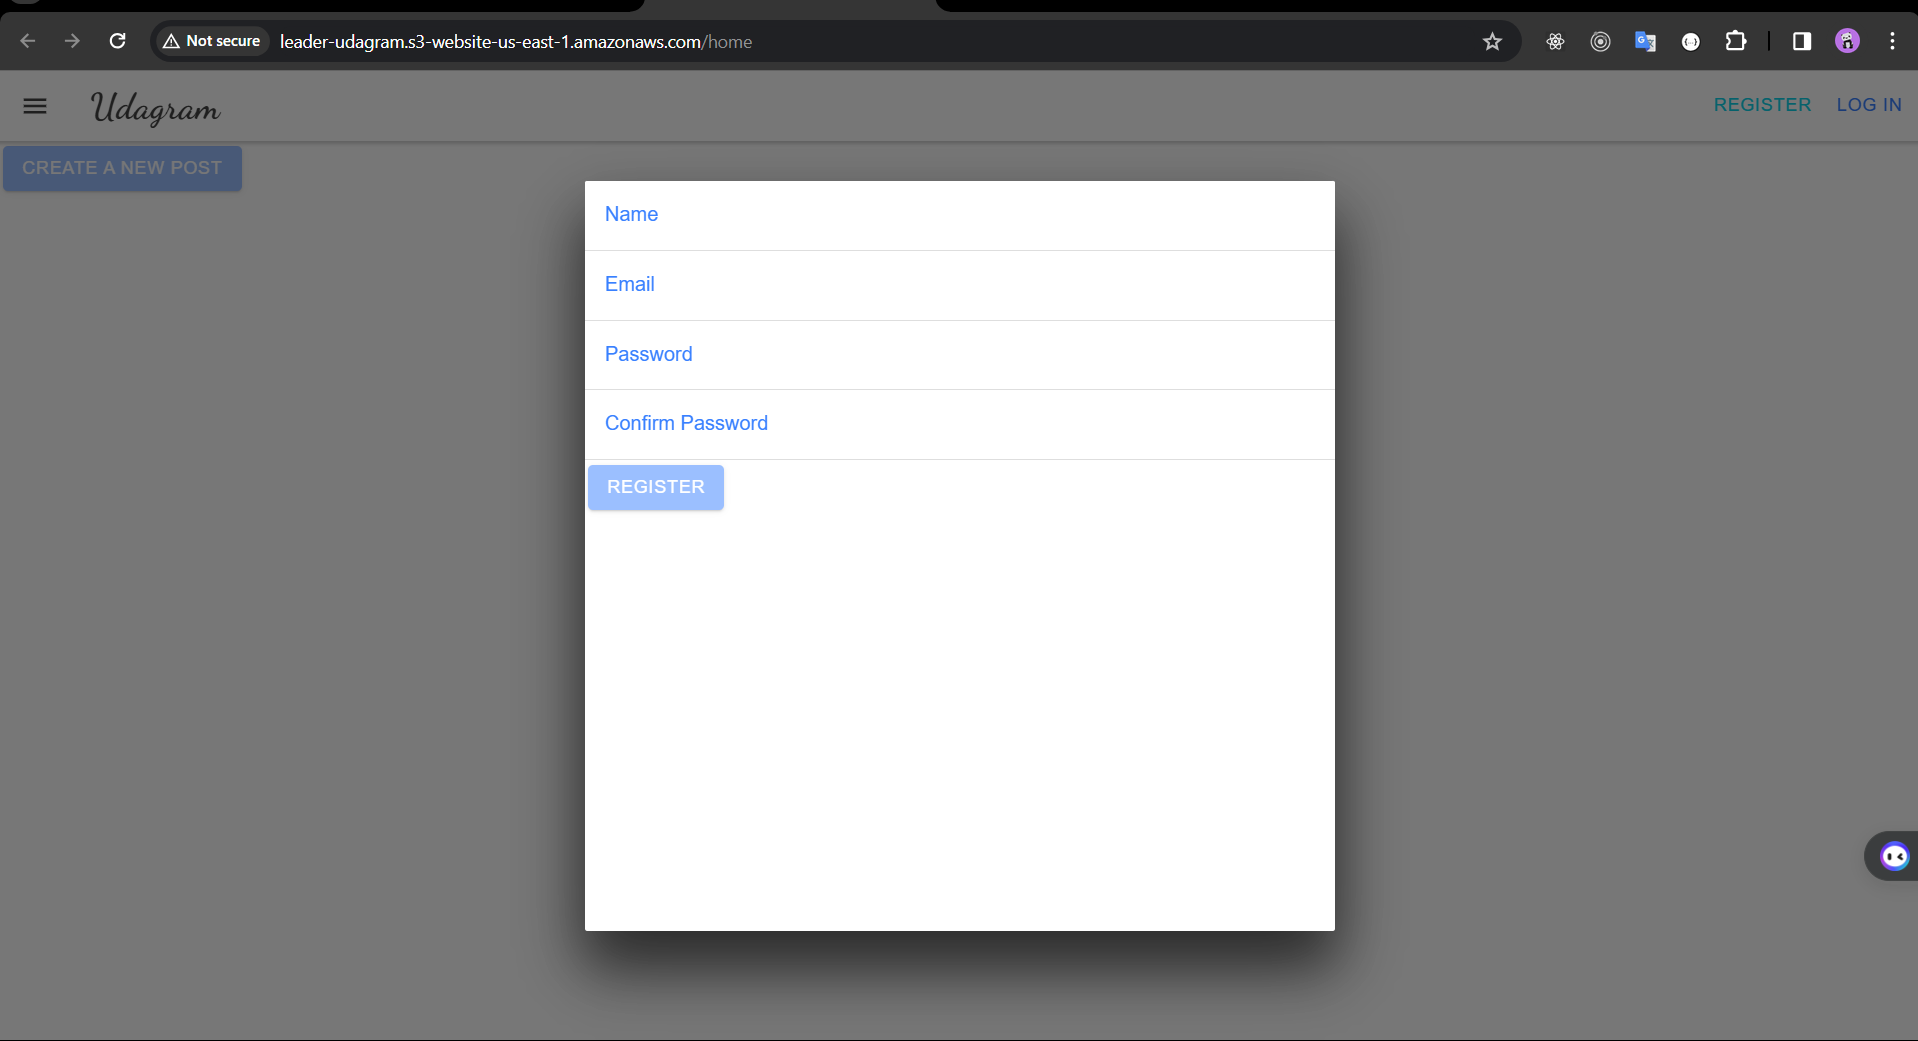 Not secure leader-udagram.s3-website-us-east-1.amazonaws.com/home
Udagram REGISTER LOG IN
CREATE A NEW POST
Name
Email
Password
Confirm Password
REGISTER